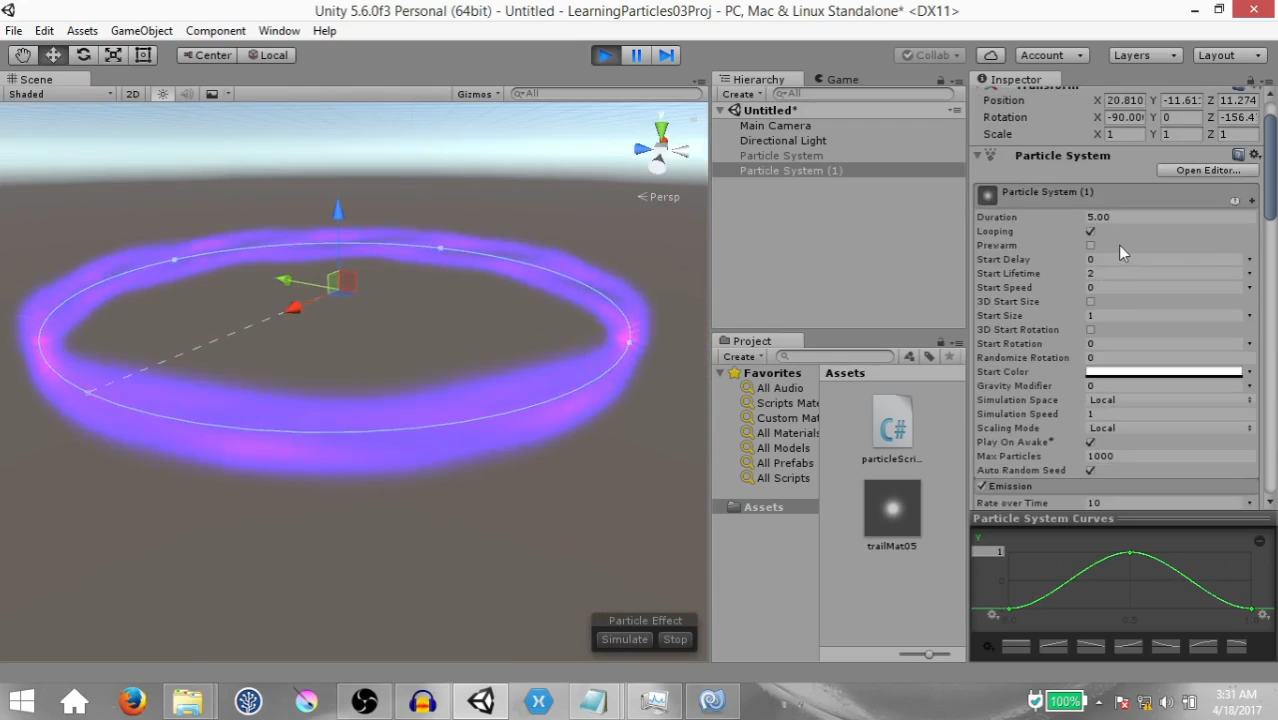 Unity 5.6.0f3 Personal (64bit) - Untitled - LearningParticles03Proj - PC, Mac & Linux Standalone* <DX11>
File Edit Assets GameObject Component Window Help
Center Local Collab Account Layers Layout
Scene
Shaded 2D Gizmos All
Persp
Particle Effect
Simulate Stop
Hierarchy Game
Create All
Untitled*
Main Camera
Directional Light
Particle System
Particle System (1)
Project
Create
Favorites
All Audio
Scripts Mate
Custom Mat
All Materials
All Models
All Prefabs
All Scripts
Assets
Assets
particleScri...
trailMat05
Inspector
Transform
Position X 20.810 Y -11.61 Z 11.274
Rotation X -90.00 Y 0 Z -156.4
Scale X 1 Y 1 Z 1
Particle System
Open Editor...
Particle System (1)
Duration 5.00
Looping
Prewarm
Start Delay 0
Start Lifetime 2
Start Speed 0
3D Start Size
Start Size 1
3D Start Rotation
Start Rotation 0
Randomize Rotation 0
Start Color
Gravity Modifier 0
Simulation Space Local
Simulation Speed 1
Scaling Mode Local
Play On Awake*
Max Particles 1000
Auto Random Seed
Emission
Rate over Time 10
Particle System Curves
Y
1
0
0.0 0.5 1.0
100%
3:31 AM
4/18/2017